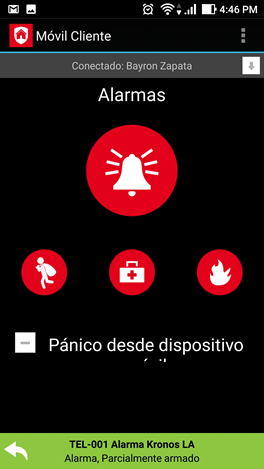 4:46 PM
Móvil Cliente
Conectado: Bayron Zapata
Alarmas
Pánico desde dispositivo
TEL-001 Alarma Kronos LA
Alarma, Parcialmente armado